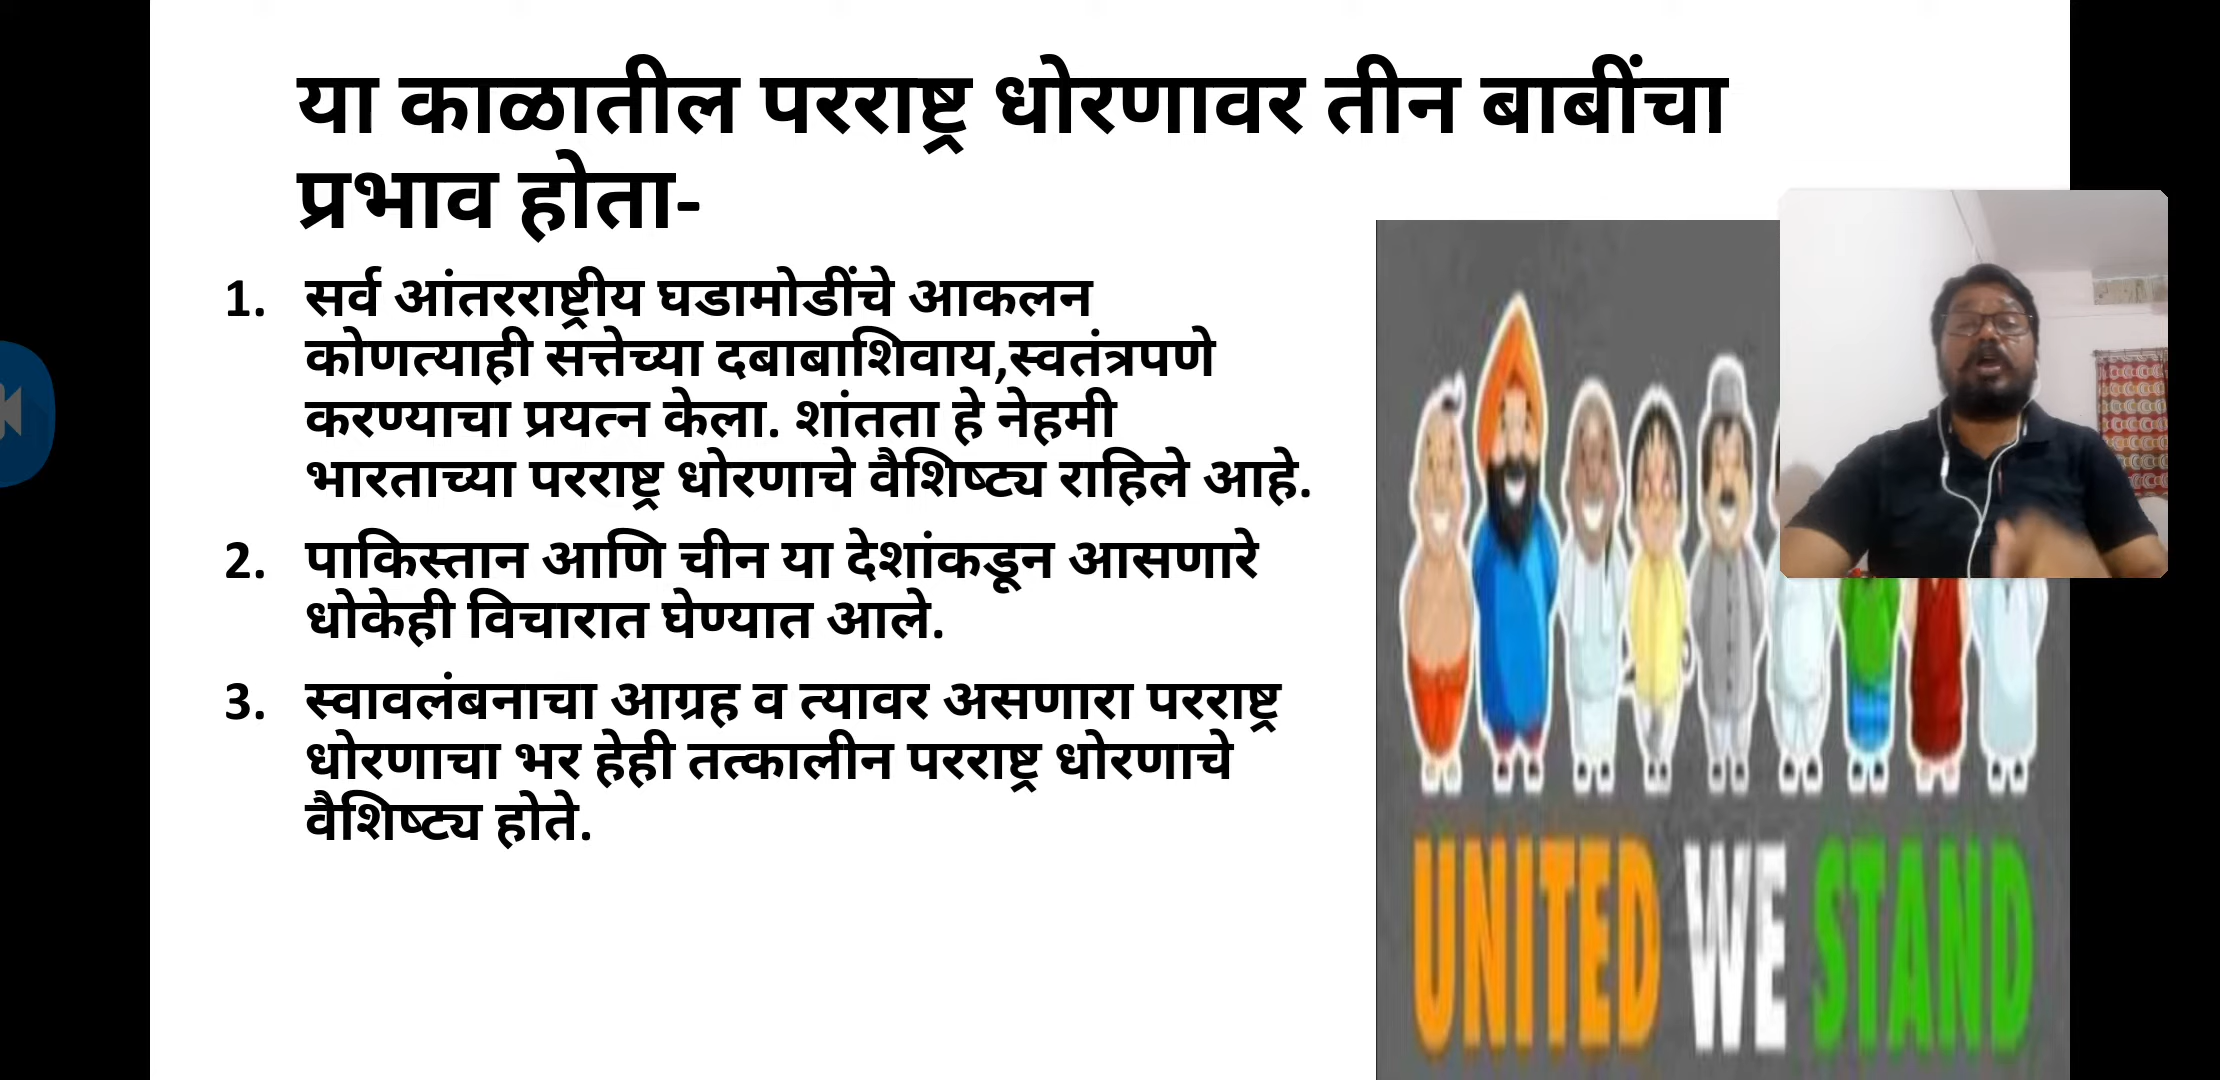 या काळातील परराष्ट्र धोरणावर तीन बाबींचा
प्रभाव होता-
1. सर्व आंतरराष्ट्रीय घडामोडींचे आकलन
कोणत्याही सत्तेच्या दबाबाशिवाय,स्वतंत्रपणे
करण्याचा प्रयत्न केला. शांतता हे नेहमी
भारताच्या परराष्ट्र धोरणाचे वैशिष्ट्य राहिले आहे.
2. पाकिस्तान आणि चीन या देशांकडून आसणारे
धोकेही विचारात घेण्यात आले.
3. स्वावलंबनाचा आग्रह व त्यावर असणारा परराष्ट्र
धोरणाचा भर हेही तत्कालीन परराष्ट्र धोरणाचे
वैशिष्ट्य होते.
UNITED WE STAND